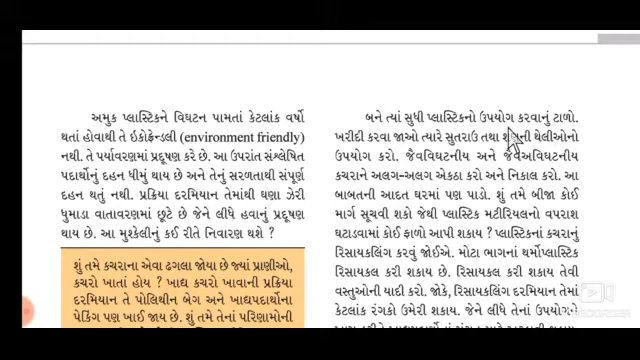 અમુક પ્લાસ્ટિકને વિઘટન પામતાં કેટલાંક વર્ષો
થતાં હોવાથી તે ઇકોફ્રેન્ડલી (environment friendly)
નથી. તે પર્યાવરણમાં પ્રદૂષણ કરે છે. આ ઉપરાંત સંશ્લેષિત
પદાર્થોનું દહન ધીમું થાય છે અને તેનું સરળતાથી સંપૂર્ણ
દહન થતું નથી. પ્રક્રિયા દરમિયાન તેમાંથી ઘણા ઝેરી
ધુમાડા વાતાવરણમાં છૂટે છે જેને લીધે હવાનું પ્રદૂષણ
થાય છે. આ મુશ્કેલીનું કઈ રીતે નિવારણ થશે ?
શું તમે કચરાના એવા ઢગલા જોયા છે જ્યાં પ્રાણીઓ,
કચરો ખાતાં હોય ? ખાદ્ય કચરો ખાવાની પ્રક્રિયા
દરમિયાન તે પોલિથીન બેગ અને ખાદ્યપદાર્થોના
પેકિંગ પણ ખાઈ જાય છે. શું તમે તેનાં પરિણામોની
બને ત્યાં સુધી પ્લાસ્ટિકનો ઉપયોગ કરવાનું ટાળો.
ખરીદી કરવા જાઓ ત્યારે સુતરાઉ તથા શણની થેલીઓનો
ઉપયોગ કરો. જૈવવિઘટનીય અને જૈવઅવિઘટનીય
કચરાને અલગ-અલગ એકઠા કરો અને નિકાલ કરો. આ
બાબતની આદત ઘરમાં પણ પાડો. શું તમે બીજા કોઈ
માર્ગ સૂચવી શકો જેથી પ્લાસ્ટિક મટીરિયલનો વપરાશ
ઘટાડવામાં કોઈ ફાળો આપી શકાય ? પ્લાસ્ટિકનાં કચરાનું
રિસાયકલિંગ કરવું જોઈએ. મોટા ભાગનાં થર્મોપ્લાસ્ટિક
રિસાયકલ કરી શકાય છે. રિસાયકલ કરી શકાય તેવી
વસ્તુઓની યાદી કરો. જોકે, રિસાયકલિંગ દરમિયાન તેમાં
કેટલાંક રંગકો ઉમેરી શકાય. જેને લીધે તેના ઉપયોગને